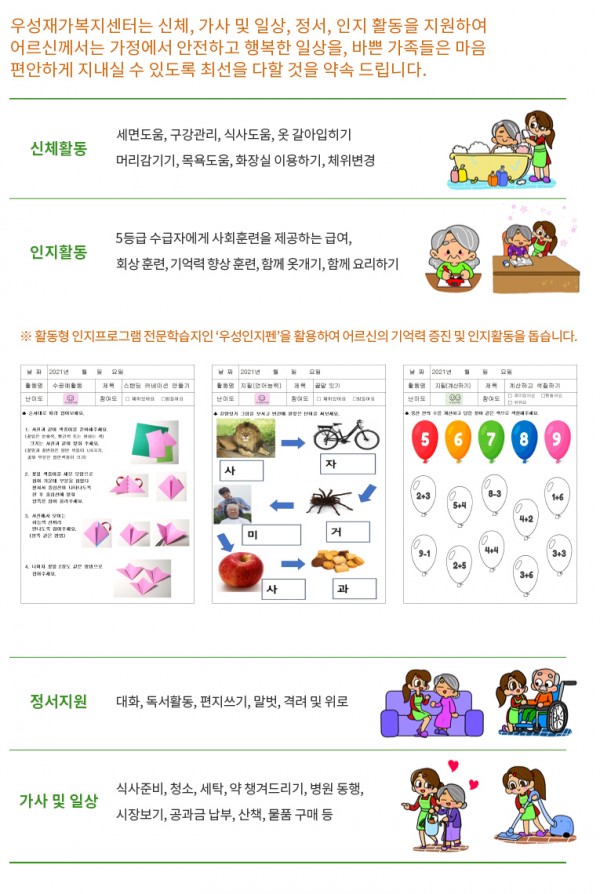 우성재가복지센터는 신체, 가사 및 일상, 정서, 인지 활동을 지원하여
어르신께서는 가정에서 안전하고 행복한 일상을, 바쁜 가족들은 마음
편안하게 지내실 수 있도록 최선을 다할 것을 약속 드립니다.
신체활동
세면도움, 구강관리, 식사도움, 옷 갈아입히기
머리감기기, 목욕도움, 화장실 이용하기, 체위변경
인지활동
5등급 수급자에게 사회훈련을 제공하는 급여,
회상 훈련, 기억력 향상 훈련, 함께 옷개기, 함께 요리하기
※ 활동형 인지프로그램 전문학습지인 ‘우성인지펜’을 활용하여 어르신의 기억력 증진 및 인지활동을 돕습니다.
날 짜 2021년 월 일 요일
활동명 수공예활동 제목 스탠딩 카네이션 만들기
난이도 참여도
날 짜 2021년 월 일 요일
활동명 지필(언어능력) 제목 끝말 잇기
난이도 참여도
사
자
미
거
사
과
날 짜 2021년 월 일 요일
활동명 지필(계산하기) 제목 계산하고 색칠하기
난이도 참여도
5 6 7 8 9
2+3
5+4
8-3
4+2
1+6
9-1
2+5
4+4
3+6
3+3
정서지원
대화, 독서활동, 편지쓰기, 말벗, 격려 및 위로
가사 및 일상
식사준비, 청소, 세탁, 약 챙겨드리기, 병원 동행,
시장보기, 공과금 납부, 산책, 물품 구매 등